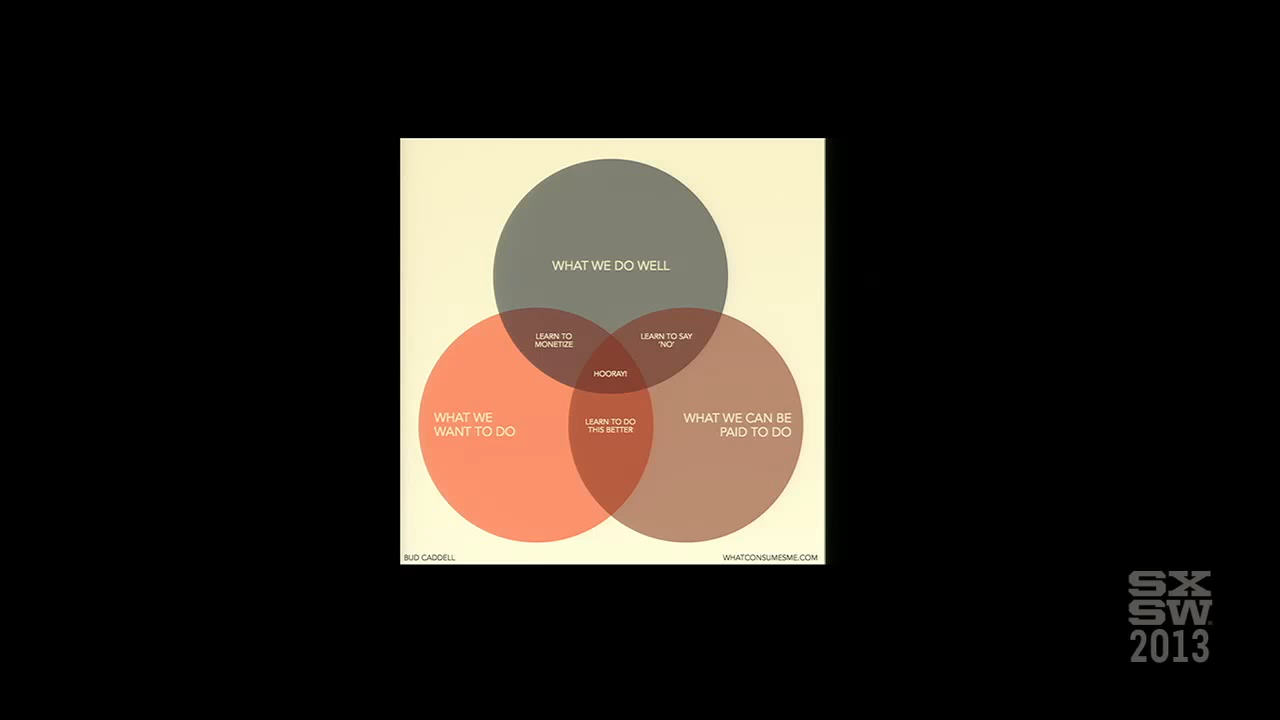 WHAT WE DO WELL
LEARN TO
MONETIZE
LEARN TO SAY
'NO'
HOORAY!
WHAT WE
WANT TO DO
LEARN TO DO
THIS BETTER
WHAT WE CAN BE
PAID TO DO
BUD CADDELL
WHATCONSUMESME.COM
SX
SW.
2013